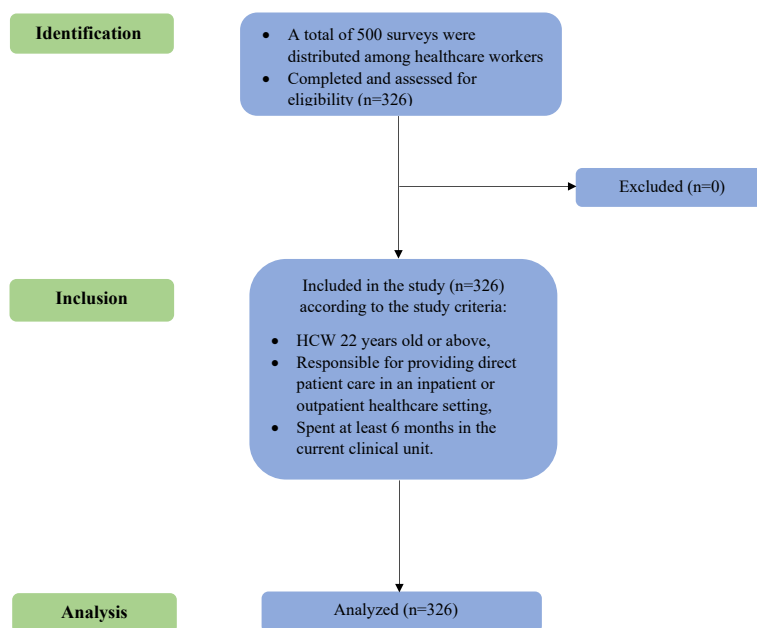 Identification
• A total of 500 surveys were
distributed among healthcare workers
• Completed and assessed for
eligibility (n=326)
Excluded (n=0)
Inclusion
Included in the study (n=326)
according to the study criteria:
• HCW 22 years old or above,
• Responsible for providing direct
patient care in an inpatient or
outpatient healthcare setting,
• Spent at least 6 months in the
current clinical unit.
Analysis
Analyzed (n=326)